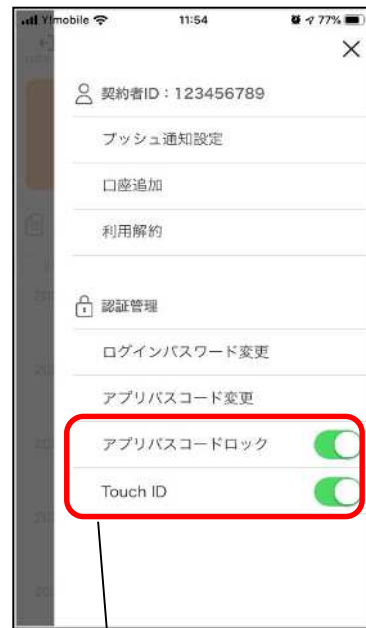 Y!mobile 11:54 77%
契約者ID：123456789
プッシュ通知設定
口座追加
利用解約
認証管理
ログインパスワード変更
アプリパスコード変更
アプリパスコードロック
Touch ID